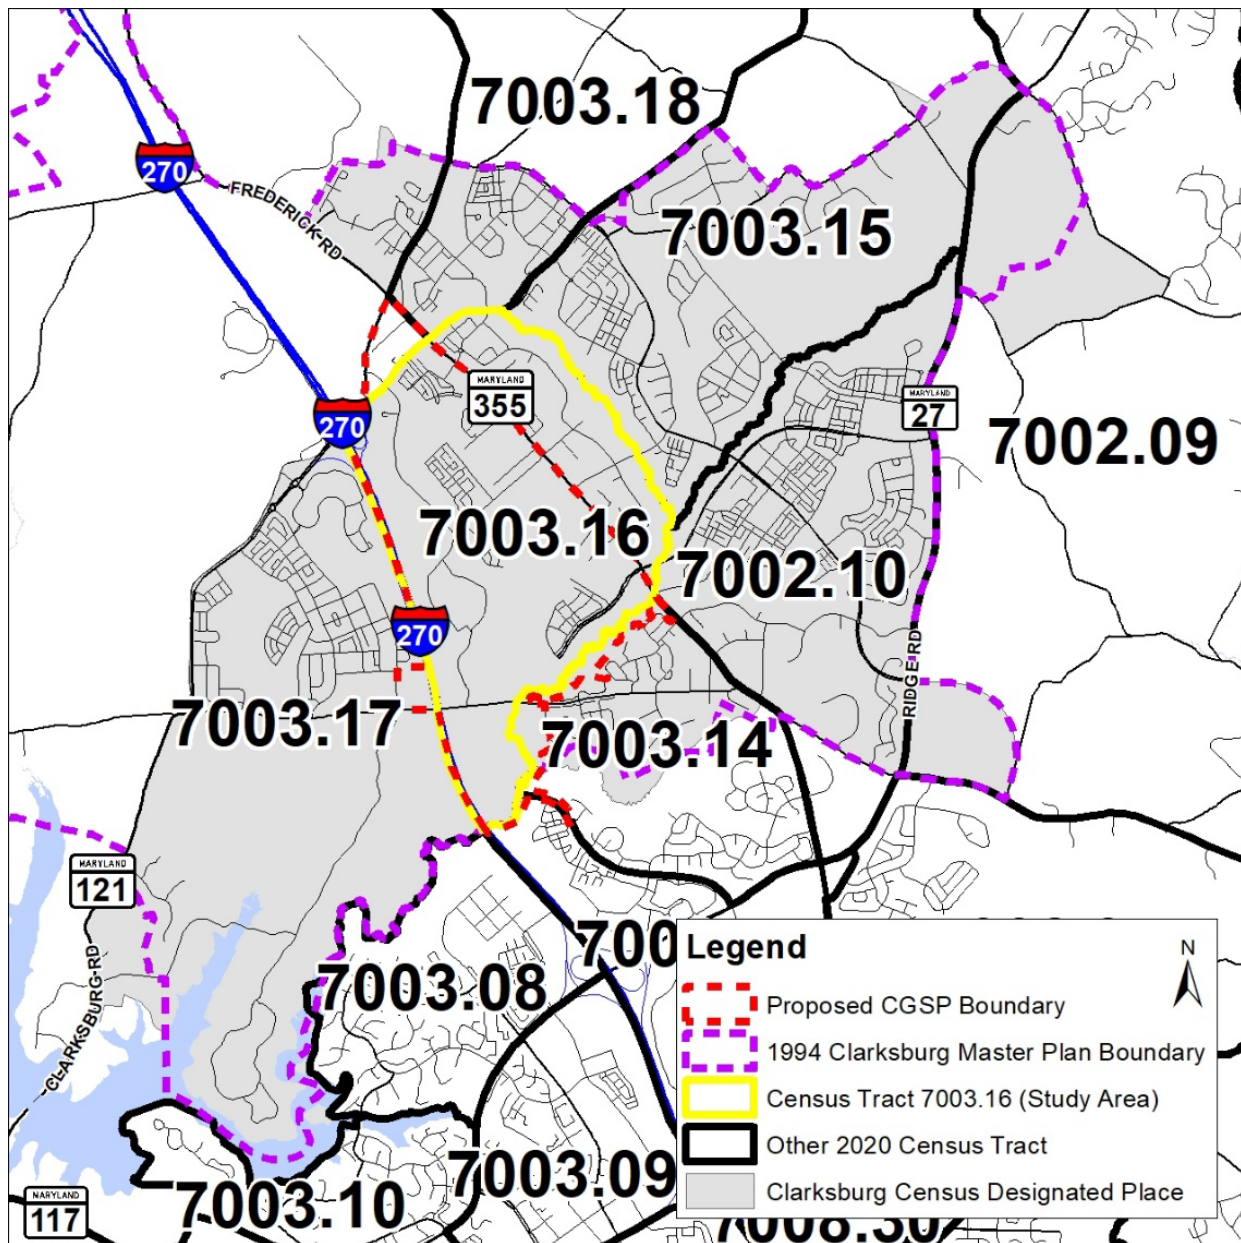 7003.18
270
FREDERICK RD
7003.15
MARYLAND
355
270
MARYLAND
27
7002.09
7003.16
7002.10
270
RIDGE RD
7003.17
7003.14
MARYLAND
121
CLARKSBURG RD
700
7003.08
7003.09
7003.10
MARYLAND
117
Legend
N
Proposed CGSP Boundary
1994 Clarksburg Master Plan Boundary
Census Tract 7003.16 (Study Area)
Other 2020 Census Tract
Clarksburg Census Designated Place
7008.30